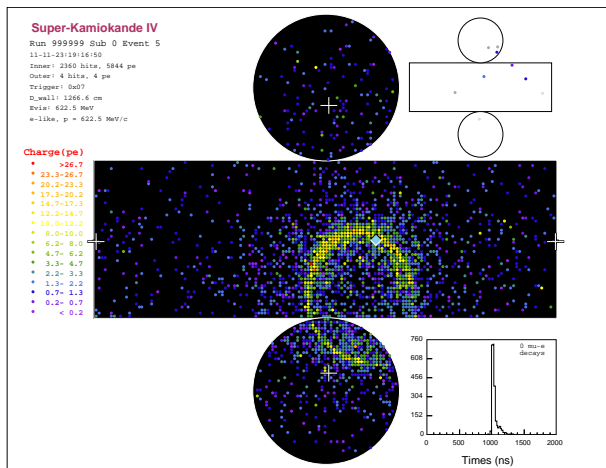 Super-Kamiokande IV
Run 999999 Sub 0 Event 5
11-11-23:19:16:50
Inner: 2360 hits, 5844 pe
Outer: 4 hits, 4 pe
Trigger: 0x07
D_wall: 1266.6 cm
Evis: 622.5 MeV
e-like, p = 622.5 MeV/c
Charge(pe)
>26.7
23.3-26.7
20.2-23.3
17.3-20.2
14.7-17.3
12.2-14.7
10.0-12.2
8.0-10.0
6.2- 8.0
4.7- 6.2
3.3- 4.7
2.2- 3.3
1.3- 2.2
0.7- 1.3
0.2- 0.7
< 0.2
0 mu-e
decays
760
608
456
304
152
0
0 500 1000 1500 2000
Times (ns)